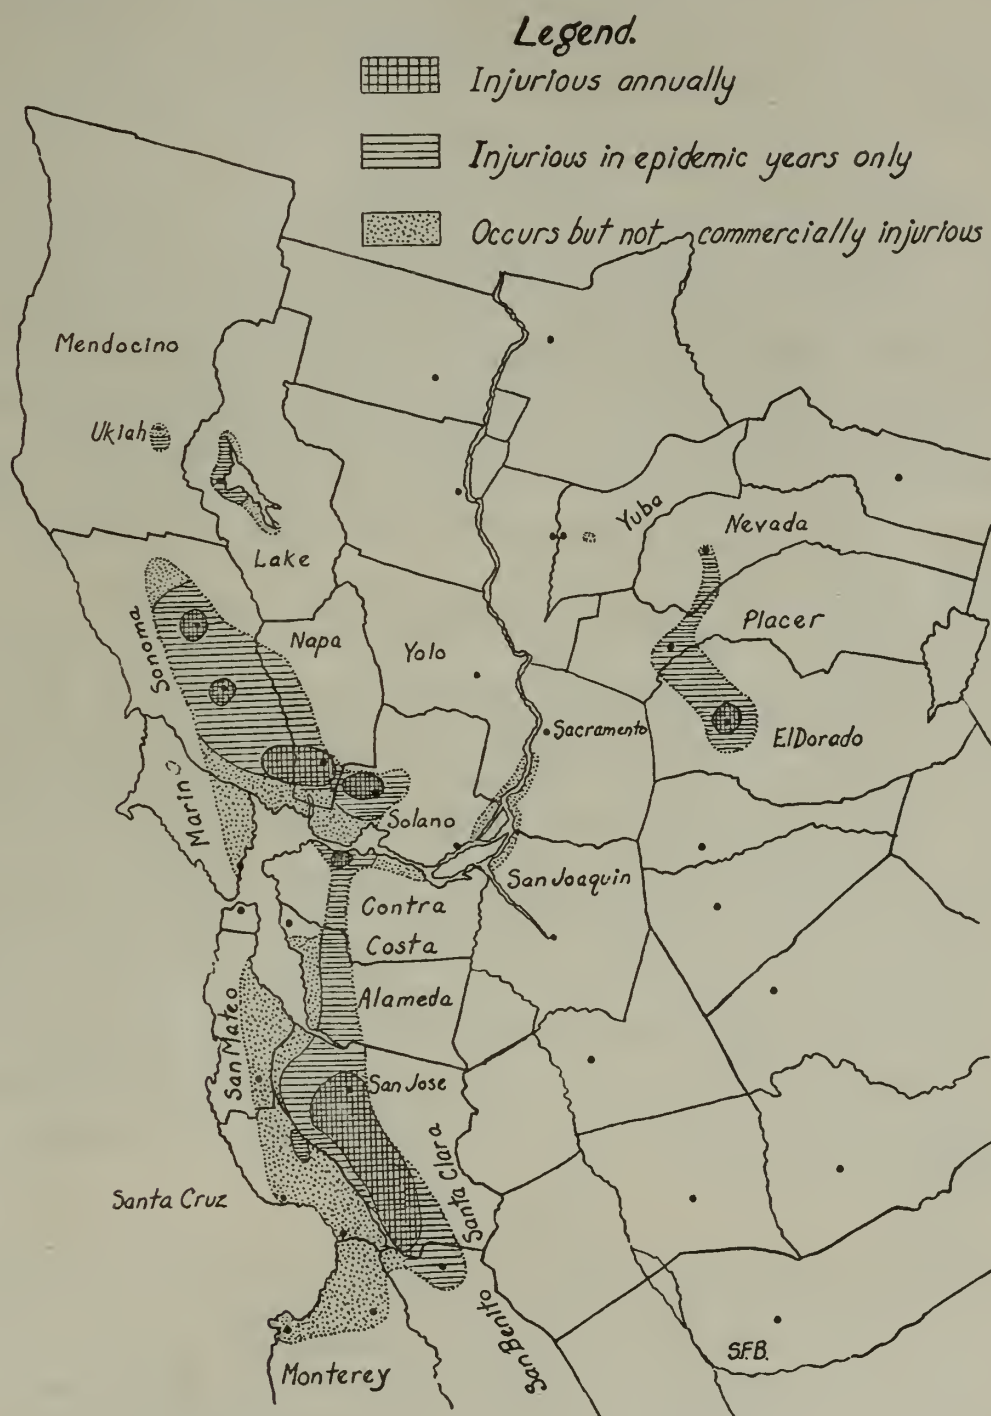 Legend.
Injurious annually
Injurious in epidemic years only
Occurs but not commercially injurious
Mendocino
Ukiah
Lake
Yuba
Nevada
Sonoma
Napa
Yolo
Placer
Sacramento
ElDorado
Marin
Solano
San Joaquin
Contra
Costa
Alameda
San Mateo
San Jose
Santa Clara
Santa Cruz
San Benito
S.F.B.
Monterey